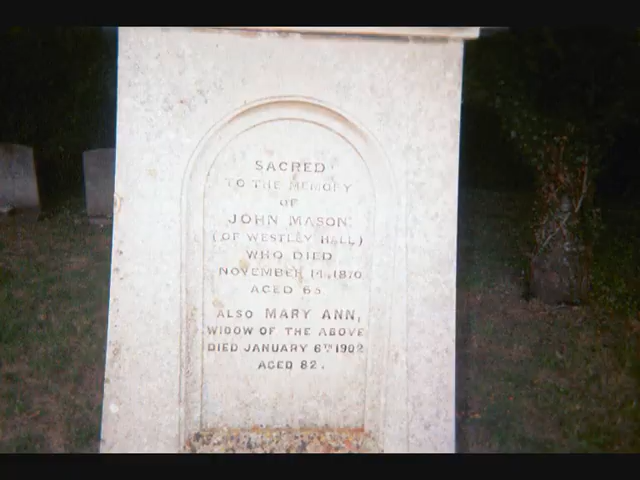 SACRED
TO THE MEMORY
OF
JOHN MASON
(OF WESTLEY HALL)
WHO DIED
NOVEMBER 14, 1870
AGED 65
ALSO MARY ANN,
WIDOW OF THE ABOVE
DIED JANUARY 6TH 1902
AGED 82.